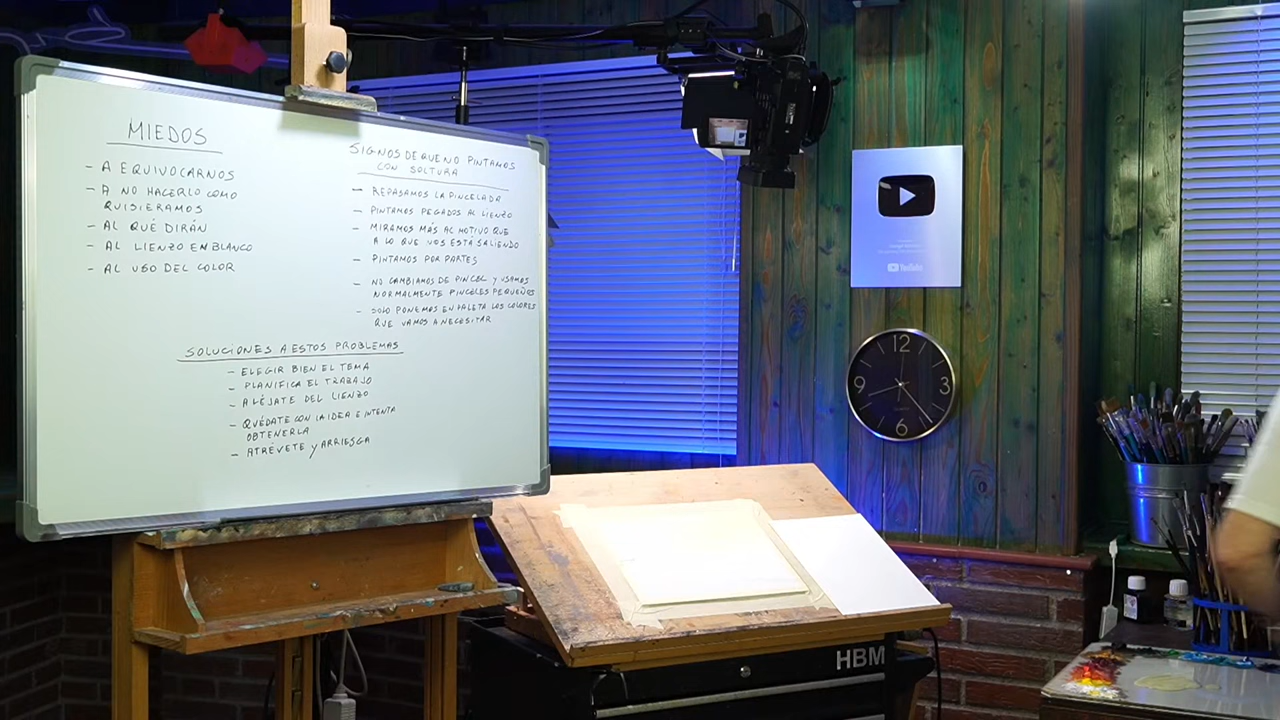 MIEDOS
- A EQUIVOCARNOS
- A NO HACERLO COMO
QUISIERAMOS
- AL QUE DIRÁN
- AL LIENZO EN BLANCO
- AL USO DEL COLOR
SIGNOS DE QUE NO PINTAMOS
CON SOLTURA
- REPASAMOS LA PINCELADA
- PINTAMOS PEGADOS AL LIENZO
- MIRAMOS MÁS AL MOTIVO QUE
A LO QUE NOS ESTÁ SALIENDO
- PINTAMOS POR PARTES
- NO CAMBIAMOS DE PINCEL Y USAMOS
NORMALMENTE PINCELES PEQUEÑOS
- SOLO PONEMOS EN PALETA LOS COLORES
QUE VAMOS A NECESITAR
SOLUCIONES A ESTOS PROBLEMAS
- ELEGIR BIEN EL TEMA
- PLANIFICA EL TRABAJO
- ALÉJATE DEL LIENZO
- QUÉDATE CON LA IDEA E INTENTA
OBTENERLA
- ATRÉVETE Y ARRIESGA
YouTube
12
3
6
9
HBM